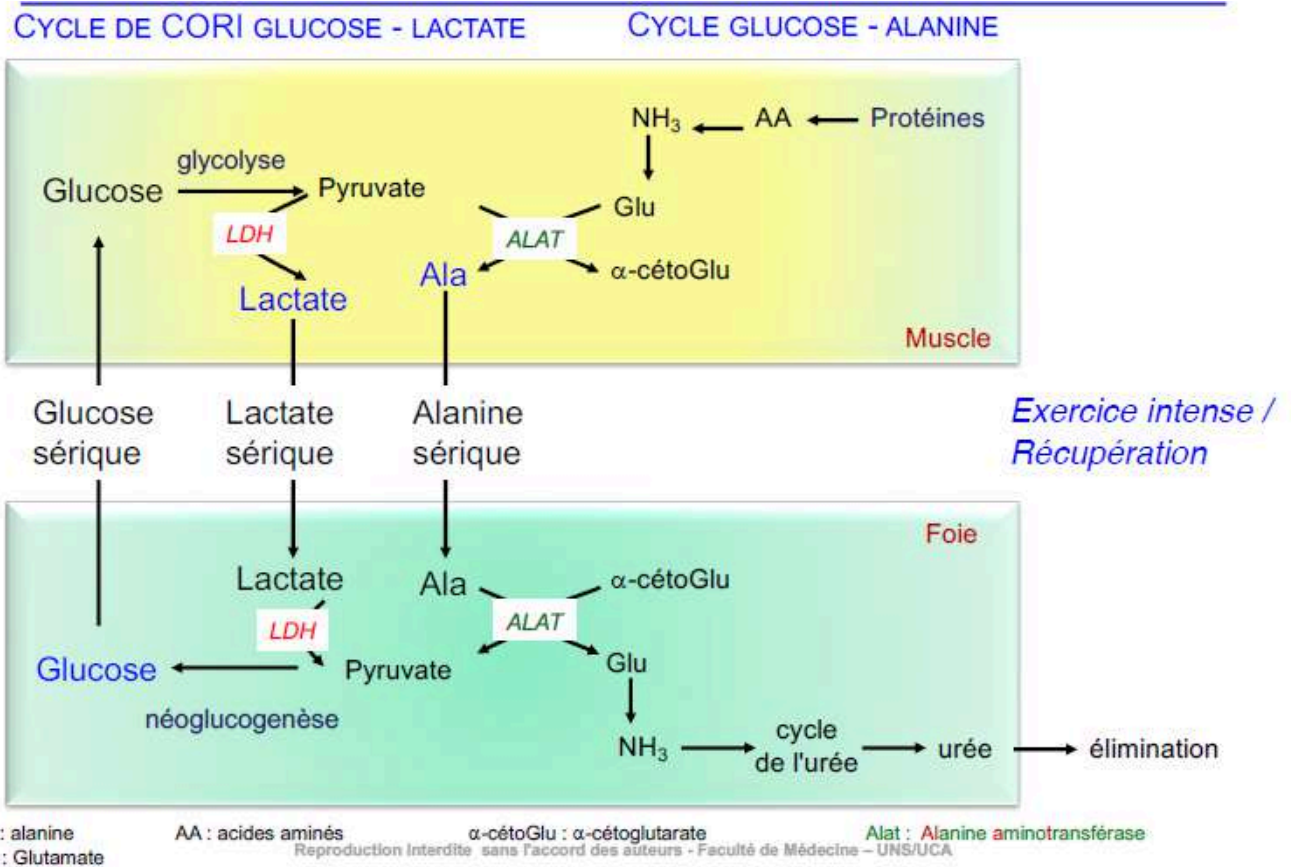 CYCLE DE CORI GLUCOSE - LACTATE
CYCLE GLUCOSE - ALANINE
NH₃
AA
Protéines
glycolyse
Glucose
Pyruvate
Glu
LDH
ALAT
Ala
α-cétoGlu
Lactate
Muscle
Glucose
sérique
Lactate
sérique
Alanine
sérique
Exercice intense /
Récupération
Foie
Lactate
Ala
α-cétoGlu
LDH
ALAT
Glucose
Pyruvate
Glu
néoglucogenèse
NH₃
cycle
de l'urée
urée
élimination
: alanine
AA : acides aminés
α-cétoGlu : α-cétoglutarate
Alat : Alanine aminotransférase
: Glutamate
Reproduction Interdite sans l'accord des auteurs - Faculté de Médecine – UNS/UCA